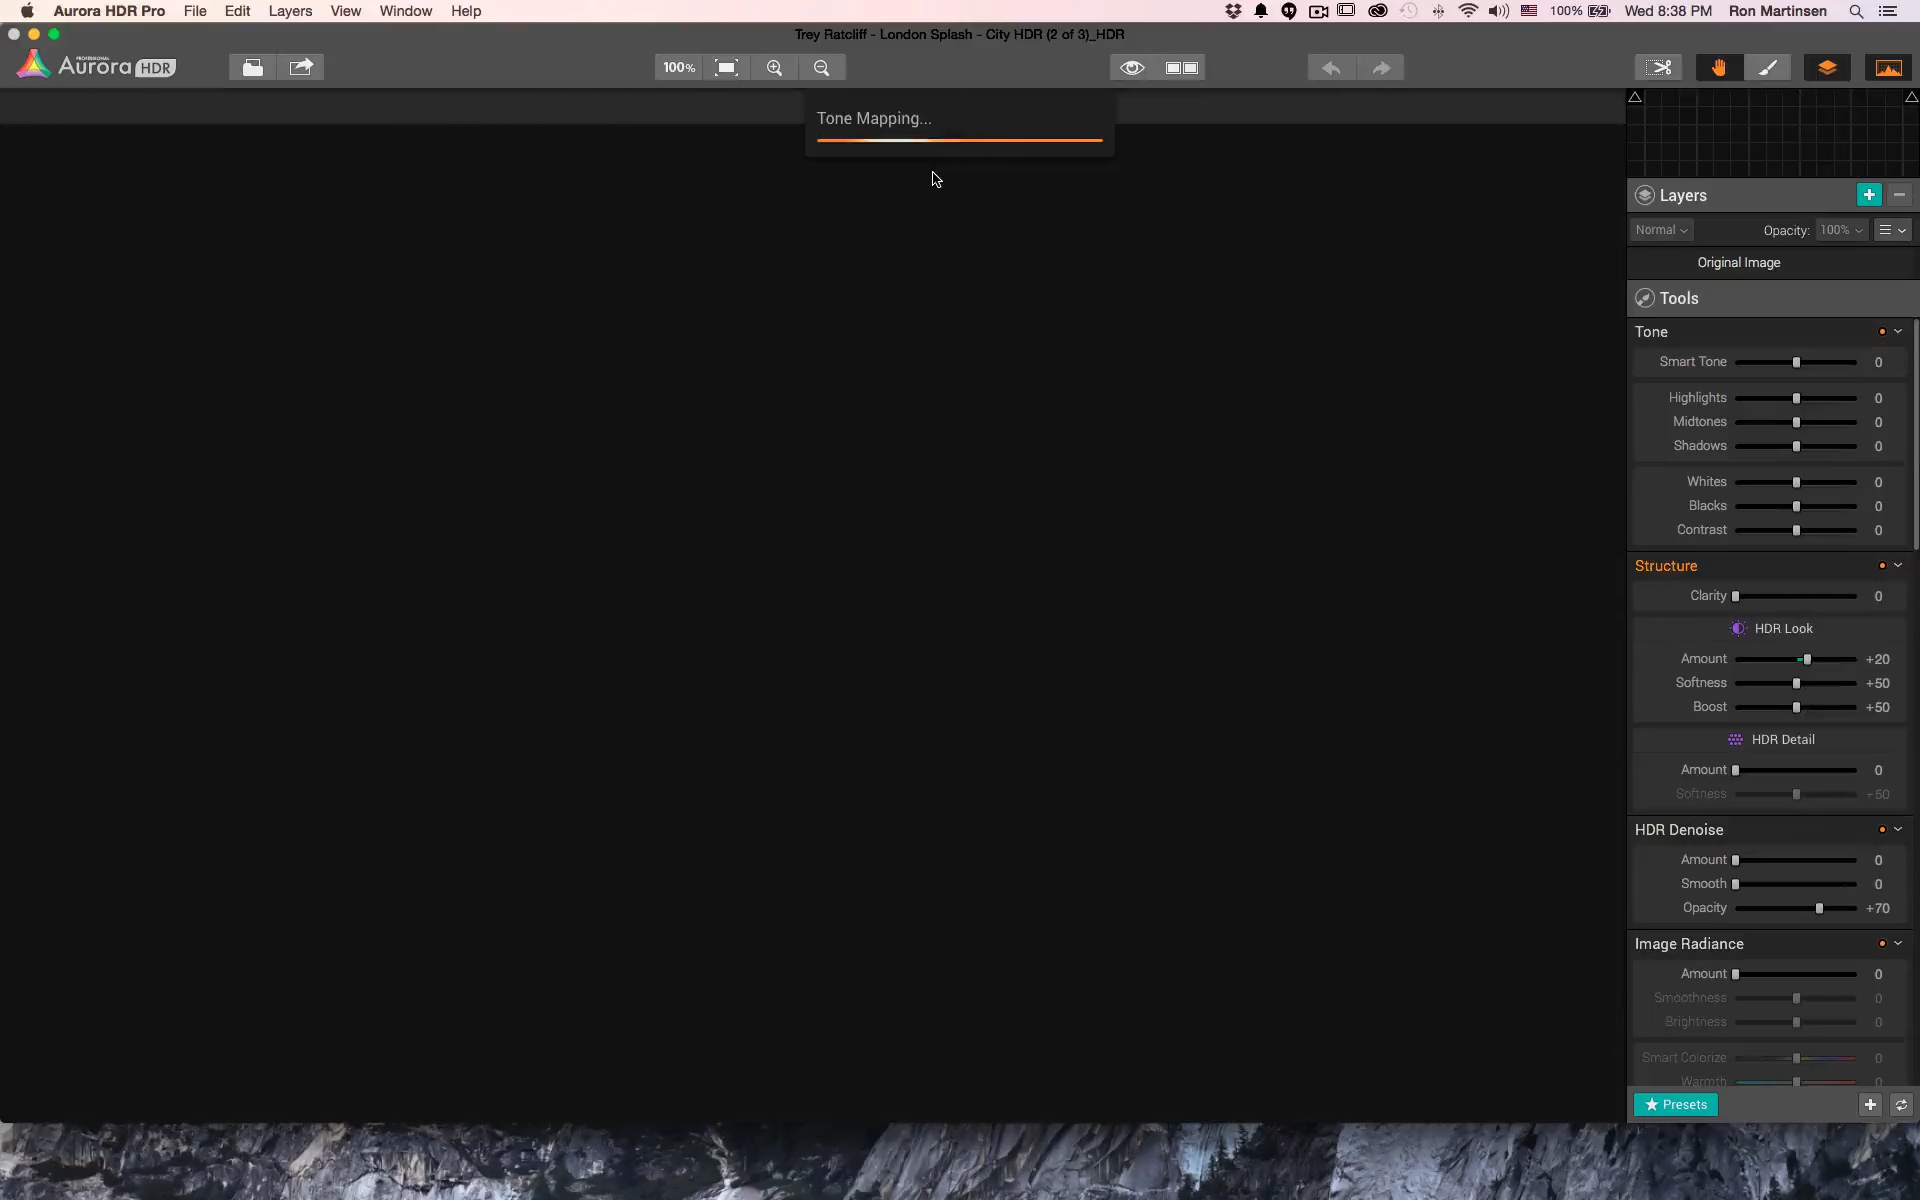 Aurora HDR Pro File Edit Layers View Window Help 100% Wed 8:38 PM Ron Martinsen
Trey Ratcliff - London Splash - City HDR (2 of 3)_HDR
PROFESSIONAL
Aurora HDR 100%
Tone Mapping...
Layers
Normal Opacity: 100%
Original Image
Tools
Tone
Smart Tone 0
Highlights 0
Midtones 0
Shadows 0
Whites 0
Blacks 0
Contrast 0
Structure
Clarity 0
HDR Look
Amount +20
Softness +50
Boost +50
HDR Detail
Amount 0
Softness +50
HDR Denoise
Amount 0
Smooth 0
Opacity +70
Image Radiance
Amount 0
Smoothness 0
Brightness 0
Smart Colorize 0
Warmth 0
Presets